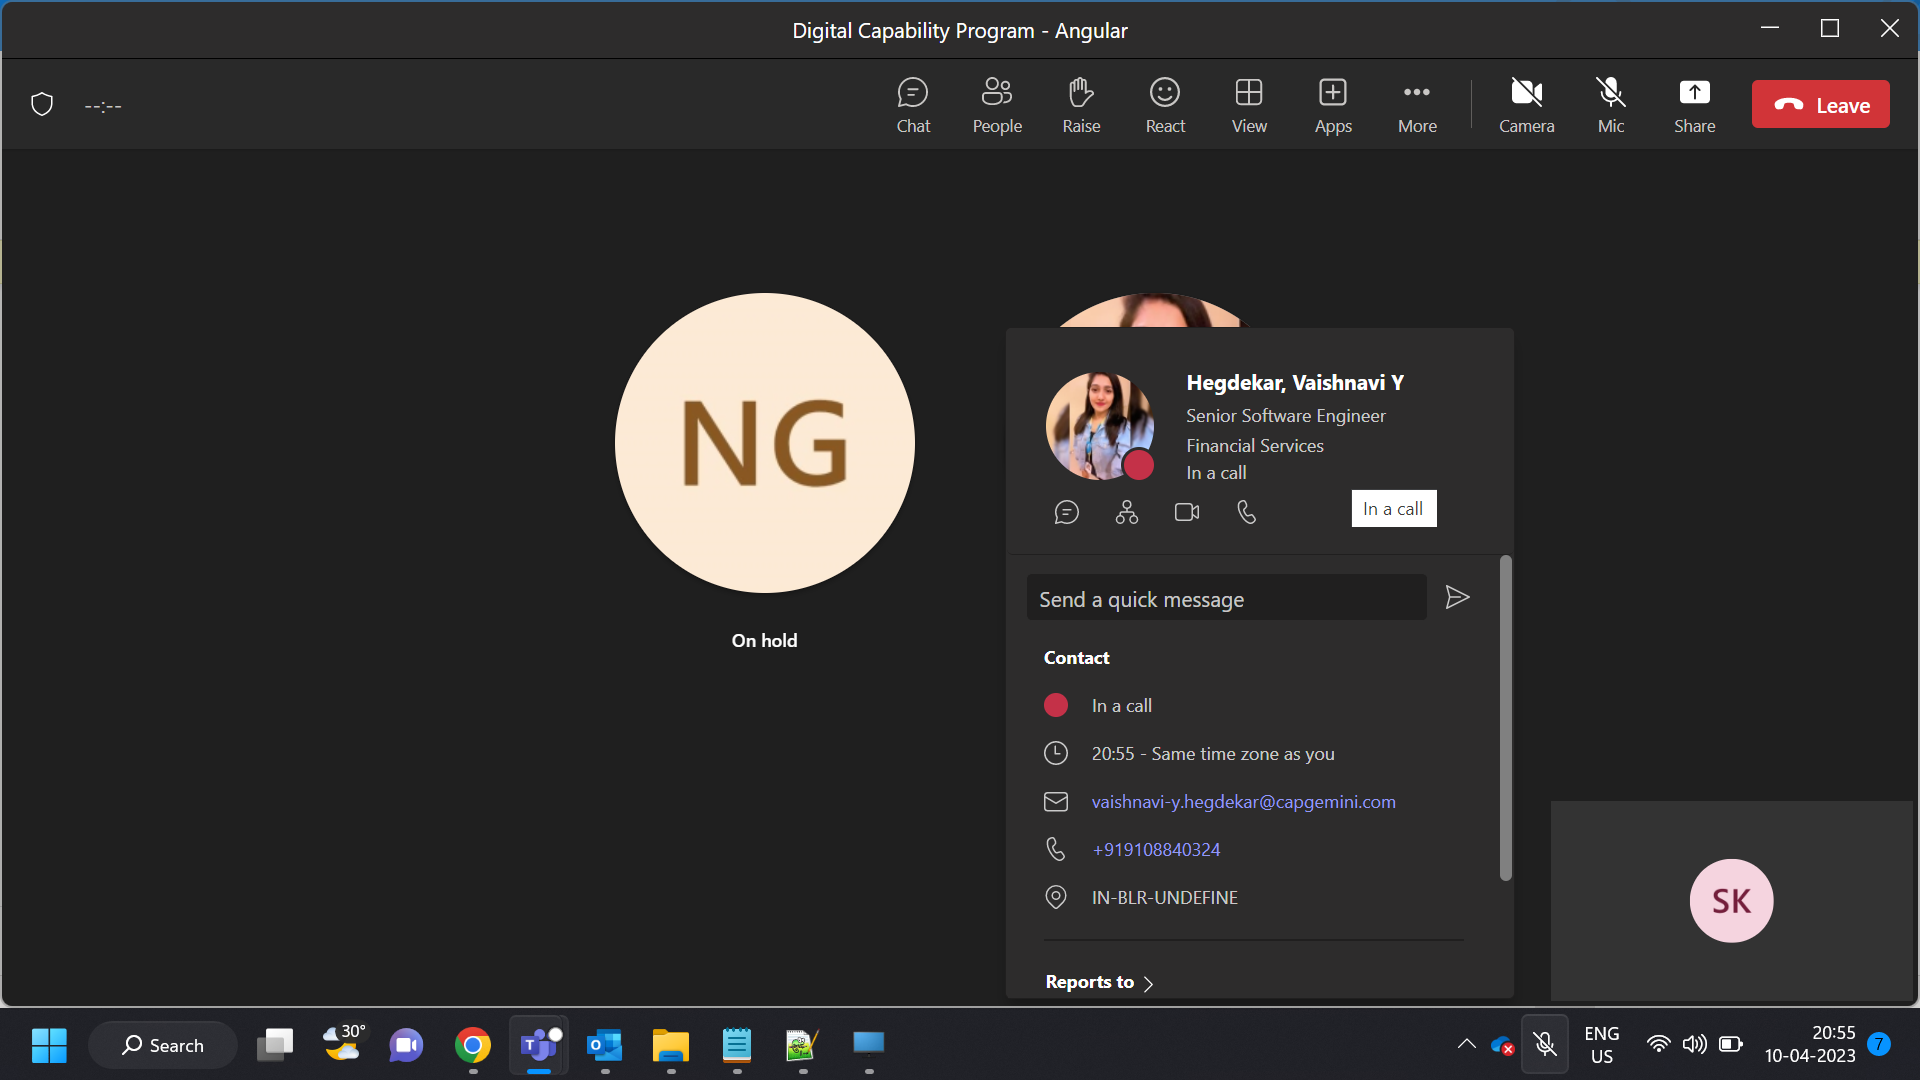 Digital Capability Program - Angular
--:--
Chat
People
Raise
React
View
Apps
More
Camera
Mic
Share
Leave
NG
On hold
Hegdekar, Vaishnavi Y
Senior Software Engineer
Financial Services
In a call
In a call
Send a quick message
Contact
In a call
20:55 - Same time zone as you
vaishnavi-y.hegdekar@capgemini.com
+919108840324
IN-BLR-UNDEFINE
Reports to
SK
Search
30°
ENG
US
20:55
10-04-2023
7